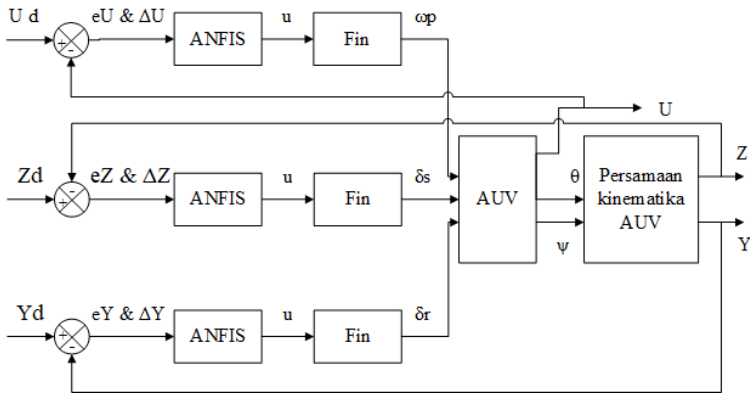 U d
eU & ΔU
ANFIS
u
Fin
ωp
U
Zd
eZ & ΔZ
ANFIS
u
Fin
δs
AUV
θ
ψ
Persamaan
kinematika
AUV
Z
Y
Yd
eY & ΔY
ANFIS
u
Fin
δr
+
-
-
+
+
-